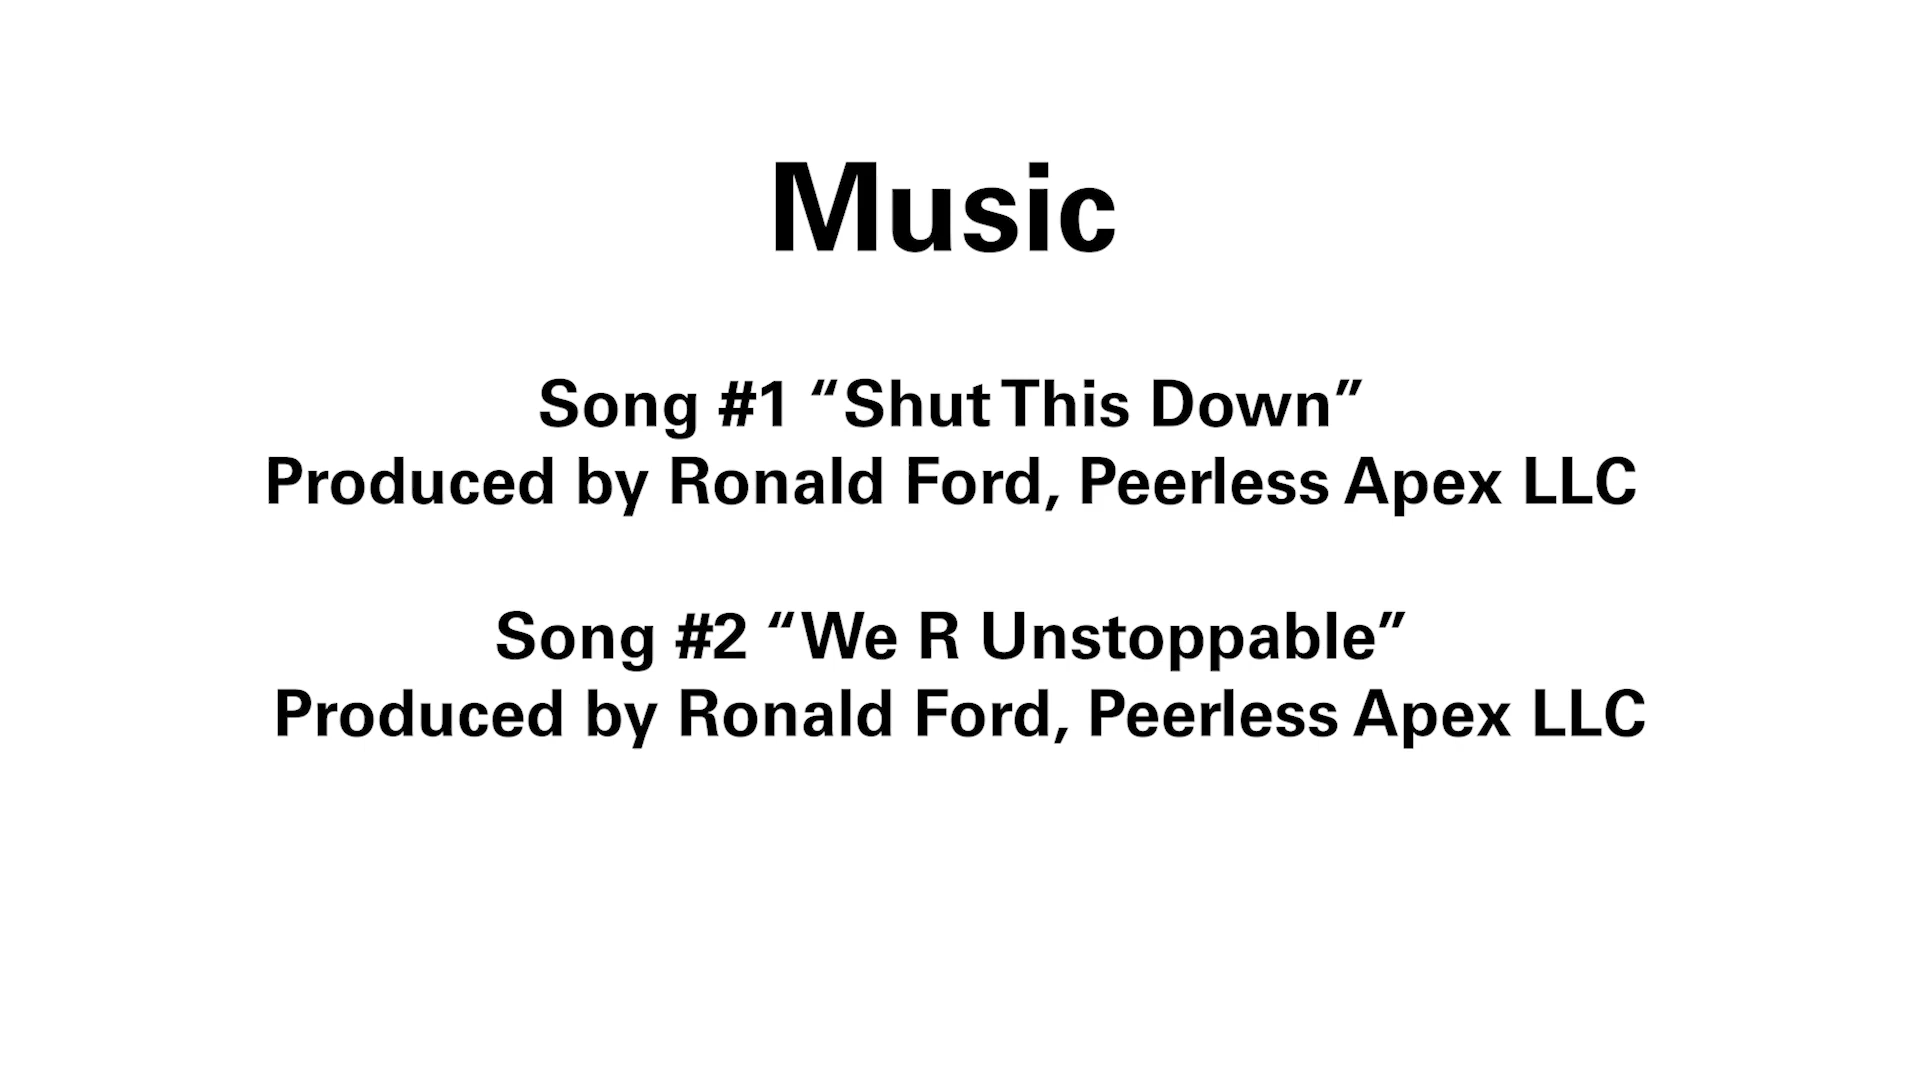 Music
Song #1 “Shut This Down”
Produced by Ronald Ford, Peerless Apex LLC
Song #2 “We R Unstoppable”
Produced by Ronald Ford, Peerless Apex LLC